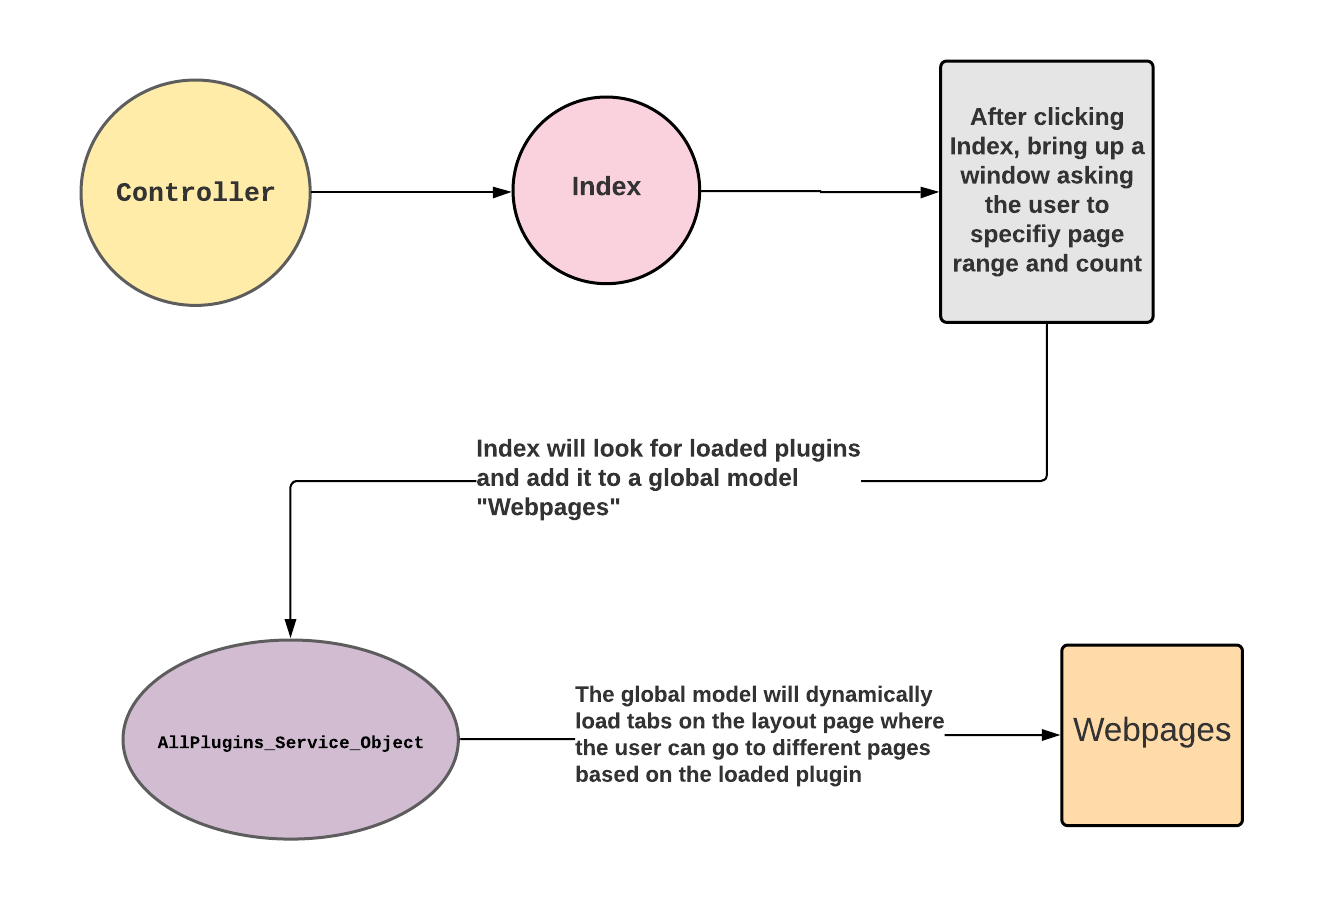 Controller
Index
After clicking
Index, bring up a
window asking
the user to
specifiy page
range and count
Index will look for loaded plugins
and add it to a global model
"Webpages"
AllPlugins_Service_Object
The global model will dynamically
load tabs on the layout page where
the user can go to different pages
based on the loaded plugin
Webpages